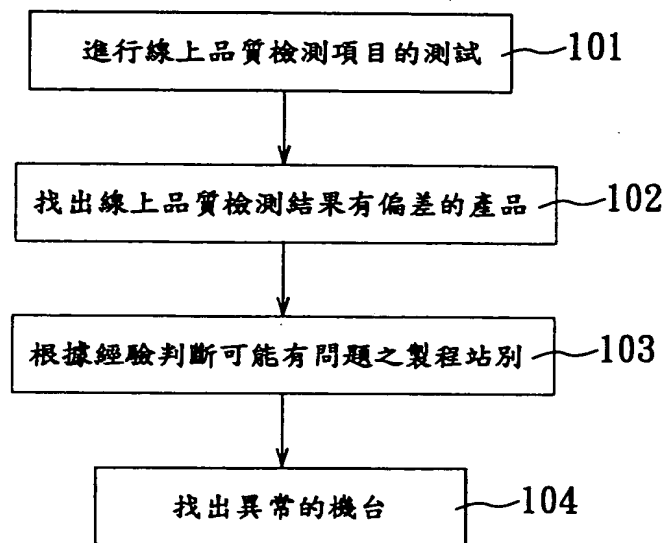 進行線上品質檢測項目的測試 101
找出線上品質檢測結果有偏差的產品 102
根據經驗判斷可能有問題之製程站別 103
找出異常的機台 104